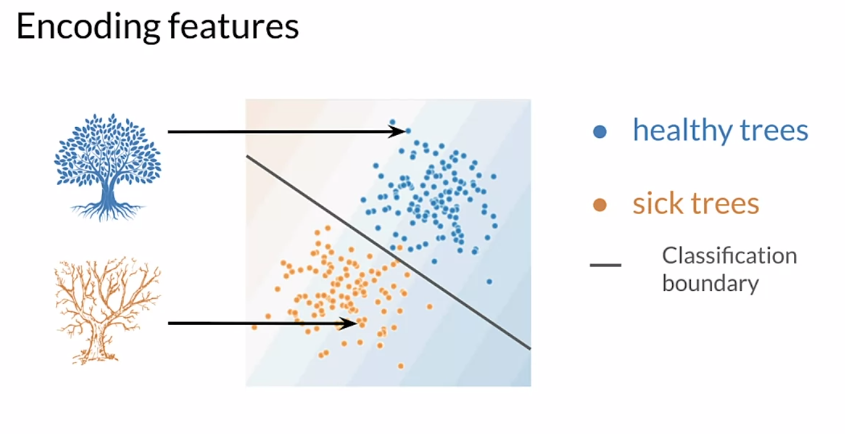 Encoding features
healthy trees
sick trees
Classification
boundary